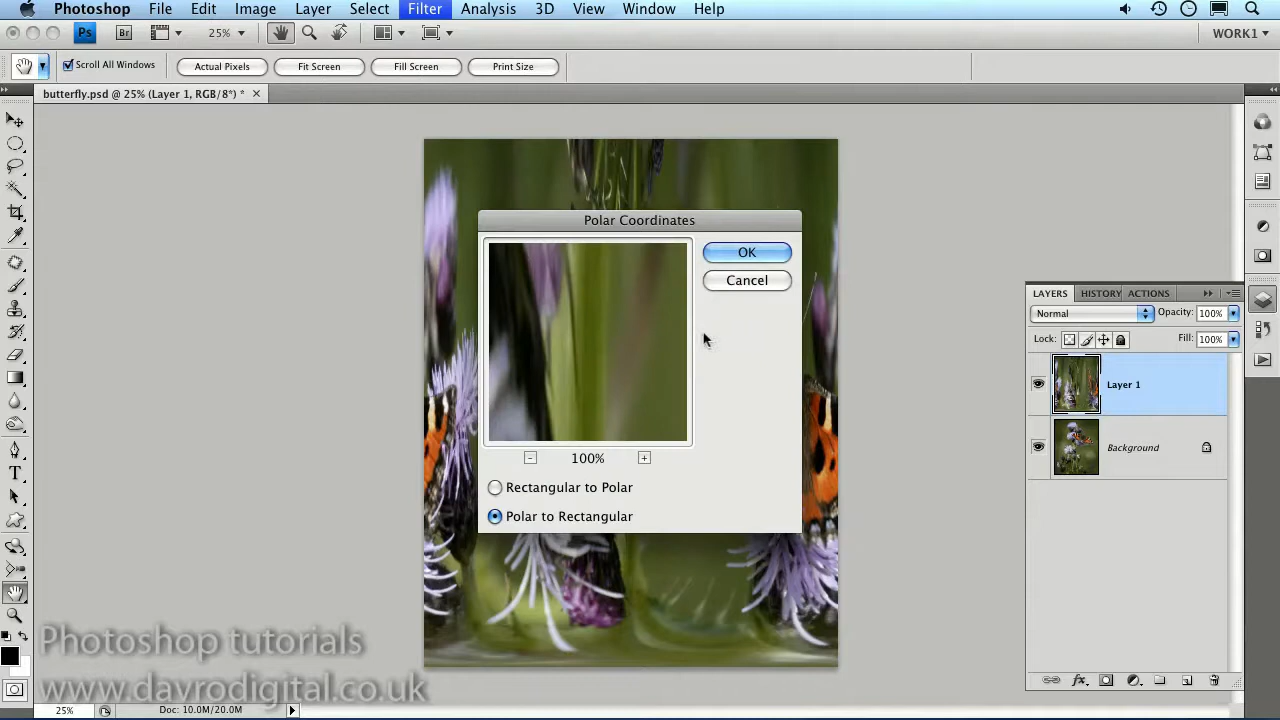 Photoshop File Edit Image Layer Select Filter Analysis 3D View Window Help
Ps Br 25% WORK1
Scroll All Windows Actual Pixels Fit Screen Fill Screen Print Size
butterfly.psd @ 25% (Layer 1, RGB/8*) *
Polar Coordinates
OK
Cancel
100%
Rectangular to Polar
Polar to Rectangular
LAYERS HISTORY ACTIONS
Normal Opacity: 100%
Lock: Fill: 100%
Layer 1
Background
fx
T
Photoshop tutorials
www.davrodigital.co.uk
25% Doc: 10.0M/20.0M